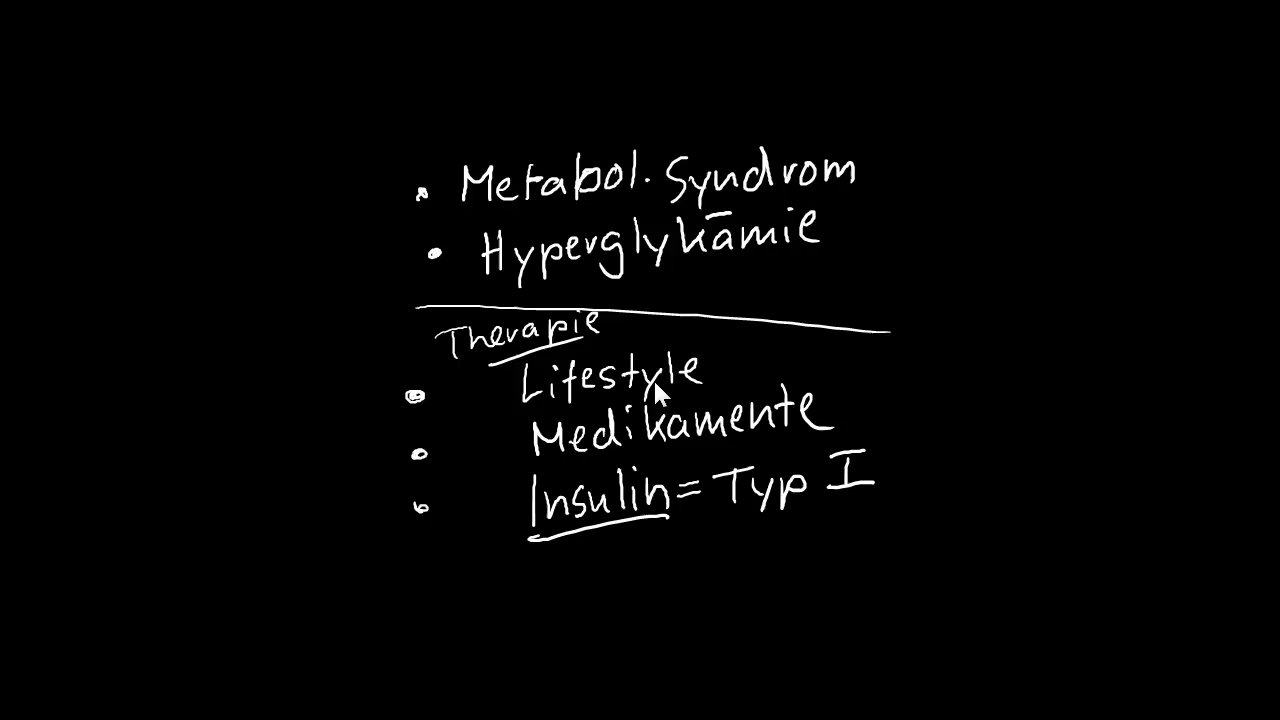 • Metabol. Syndrom
• Hyperglykämie
Therapie
• Lifestyle
• Medikamente
• Insulin = Typ I